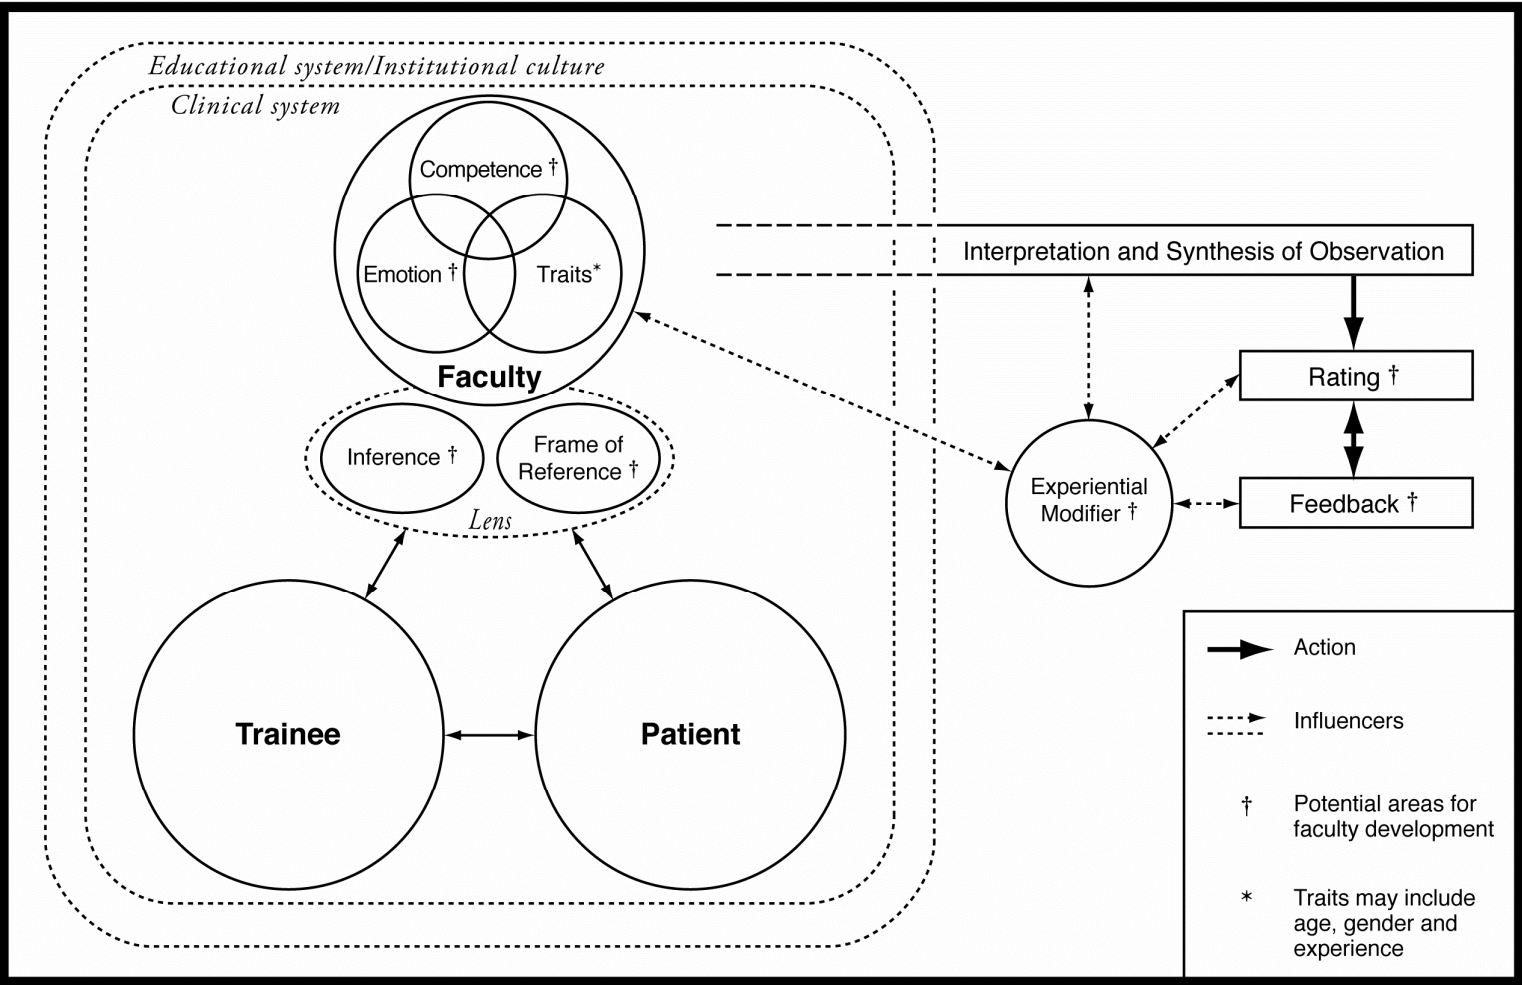 Educational system/Institutional culture
Clinical system
Competence †
Emotion †
Traits*
Faculty
Inference †
Frame of
Reference †
Lens
Trainee
Patient
Interpretation and Synthesis of Observation
Rating †
Experiential
Modifier †
Feedback †
Action
Influencers
† Potential areas for
faculty development
* Traits may include
age, gender and
experience